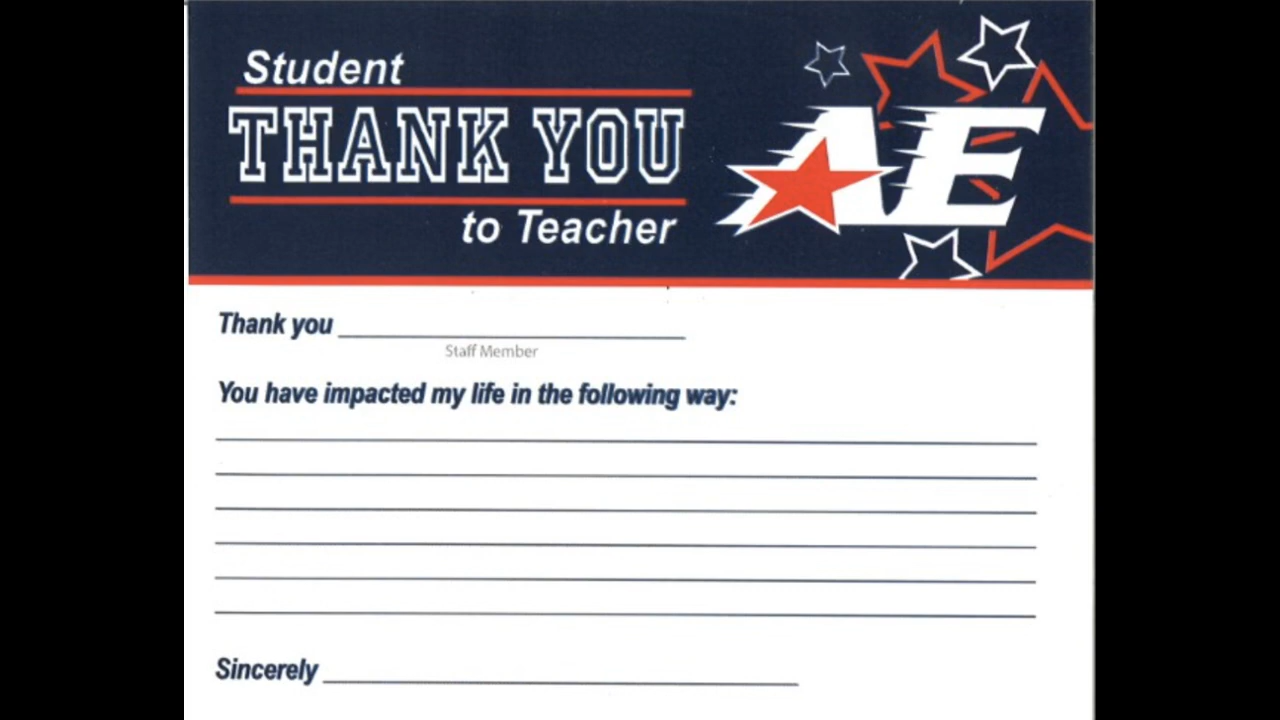 Student
THANK YOU
to Teacher
AE
Thank you
Staff Member
You have impacted my life in the following way:
Sincerely